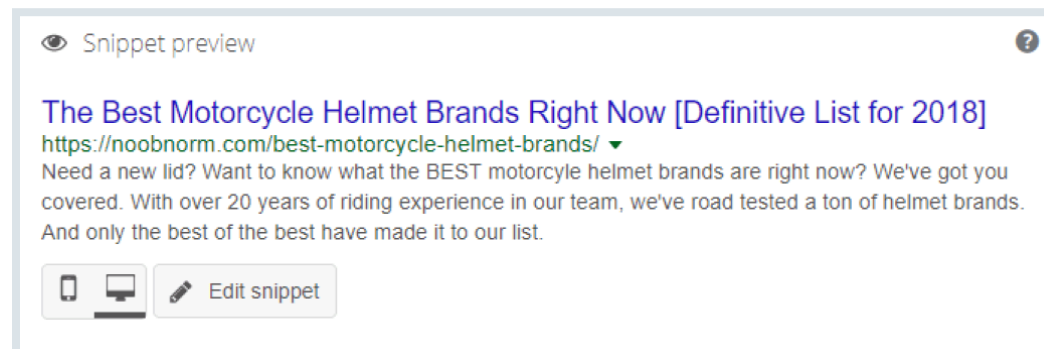 Snippet preview
The Best Motorcycle Helmet Brands Right Now [Definitive List for 2018]
https://noobnorm.com/best-motorcycle-helmet-brands/
Need a new lid? Want to know what the BEST motorcyle helmet brands are right now? We've got you
covered. With over 20 years of riding experience in our team, we've road tested a ton of helmet brands.
And only the best of the best have made it to our list.
Edit snippet